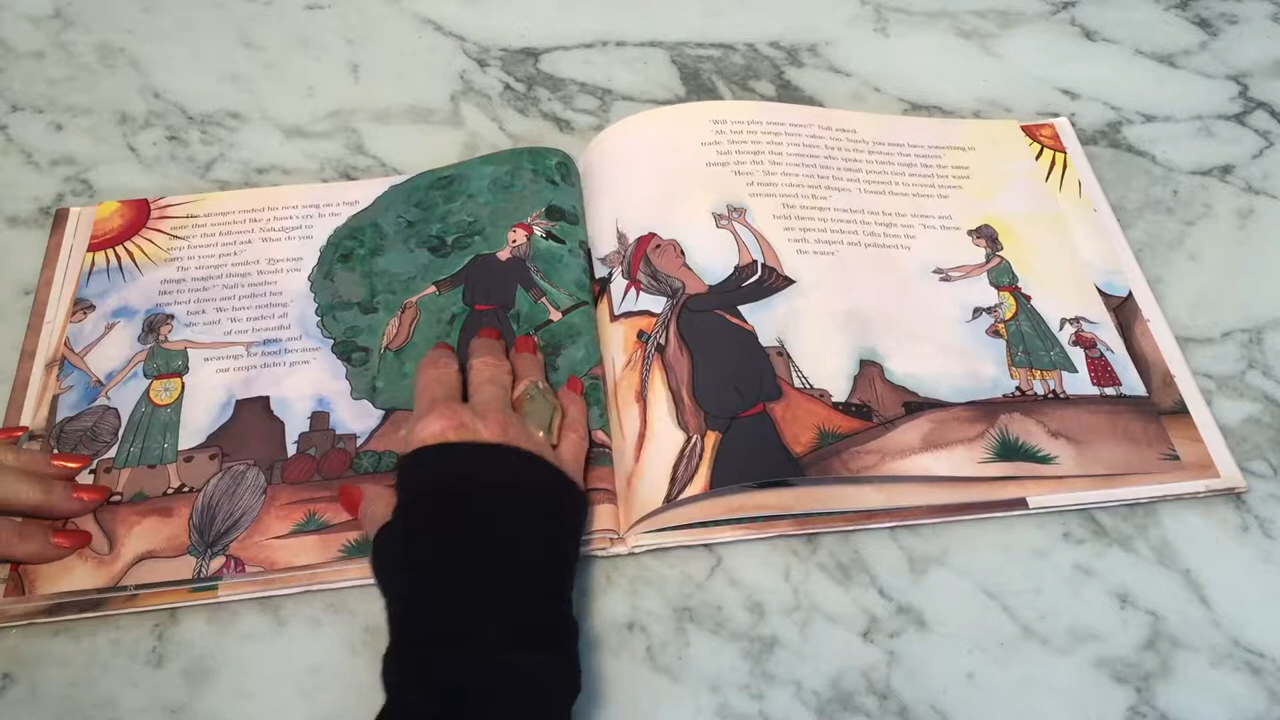 The stranger ended his next song on a high
note that sounded like a hawk's cry. In the
silence that followed, Nali dared to
step forward and ask, "What do you
carry in your pack?"
The stranger smiled. "Precious
things, magical things. Would you
like to trade?" Nali's mother
reached down and pulled her
back. "We have nothing,"
she said. "We traded all
of our beautiful
pots and
weavings for food because
our crops didn't grow."
"Will you play some more?" Nali asked.
"Ah, but my songs have value, too. Surely you must have something to
trade. Show me what you have, for it is the gesture that matters."
Nali thought that someone who spoke to birds might like the same
things she did. She reached into a small pouch tied around her waist.
"Here." She drew out her fist and opened it to reveal stones
of many colors and shapes. "I found these where the
stream used to flow."
The stranger reached out for the stones and
held them up toward the bright sun. "Yes, these
are special indeed. Gifts from the
earth, shaped and polished by
the water."